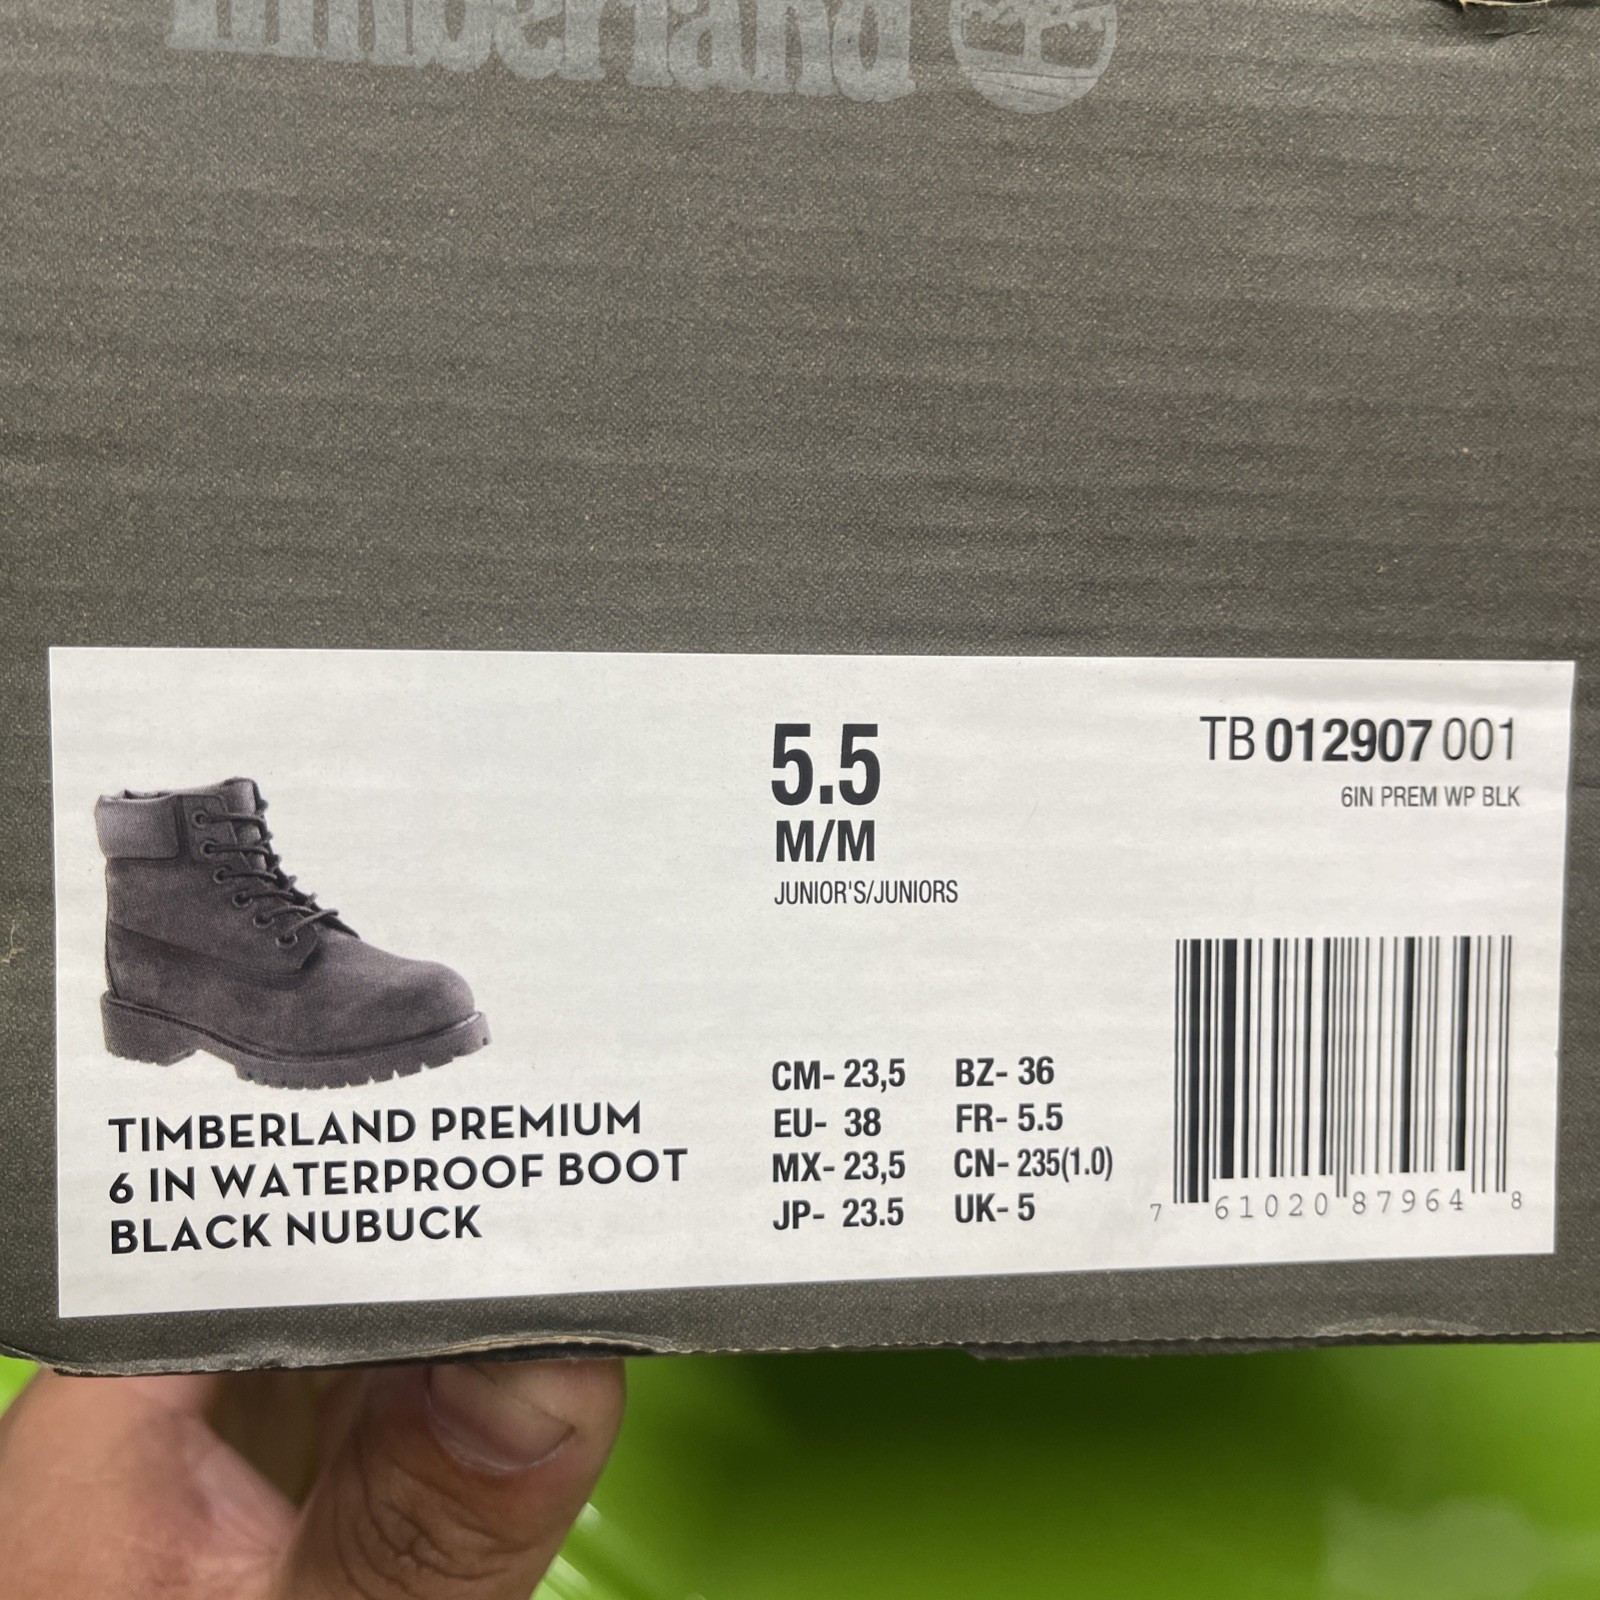 Timberland
5.5
M/M
JUNIOR'S/JUNIORS
TB 012907 001
6IN PREM WP BLK
TIMBERLAND PREMIUM
6 IN WATERPROOF BOOT
BLACK NUBUCK
CM- 23,5 BZ- 36
EU- 38 FR- 5.5
MX- 23,5 CN- 235(1.0)
JP- 23.5 UK- 5
7 61020 87964 8